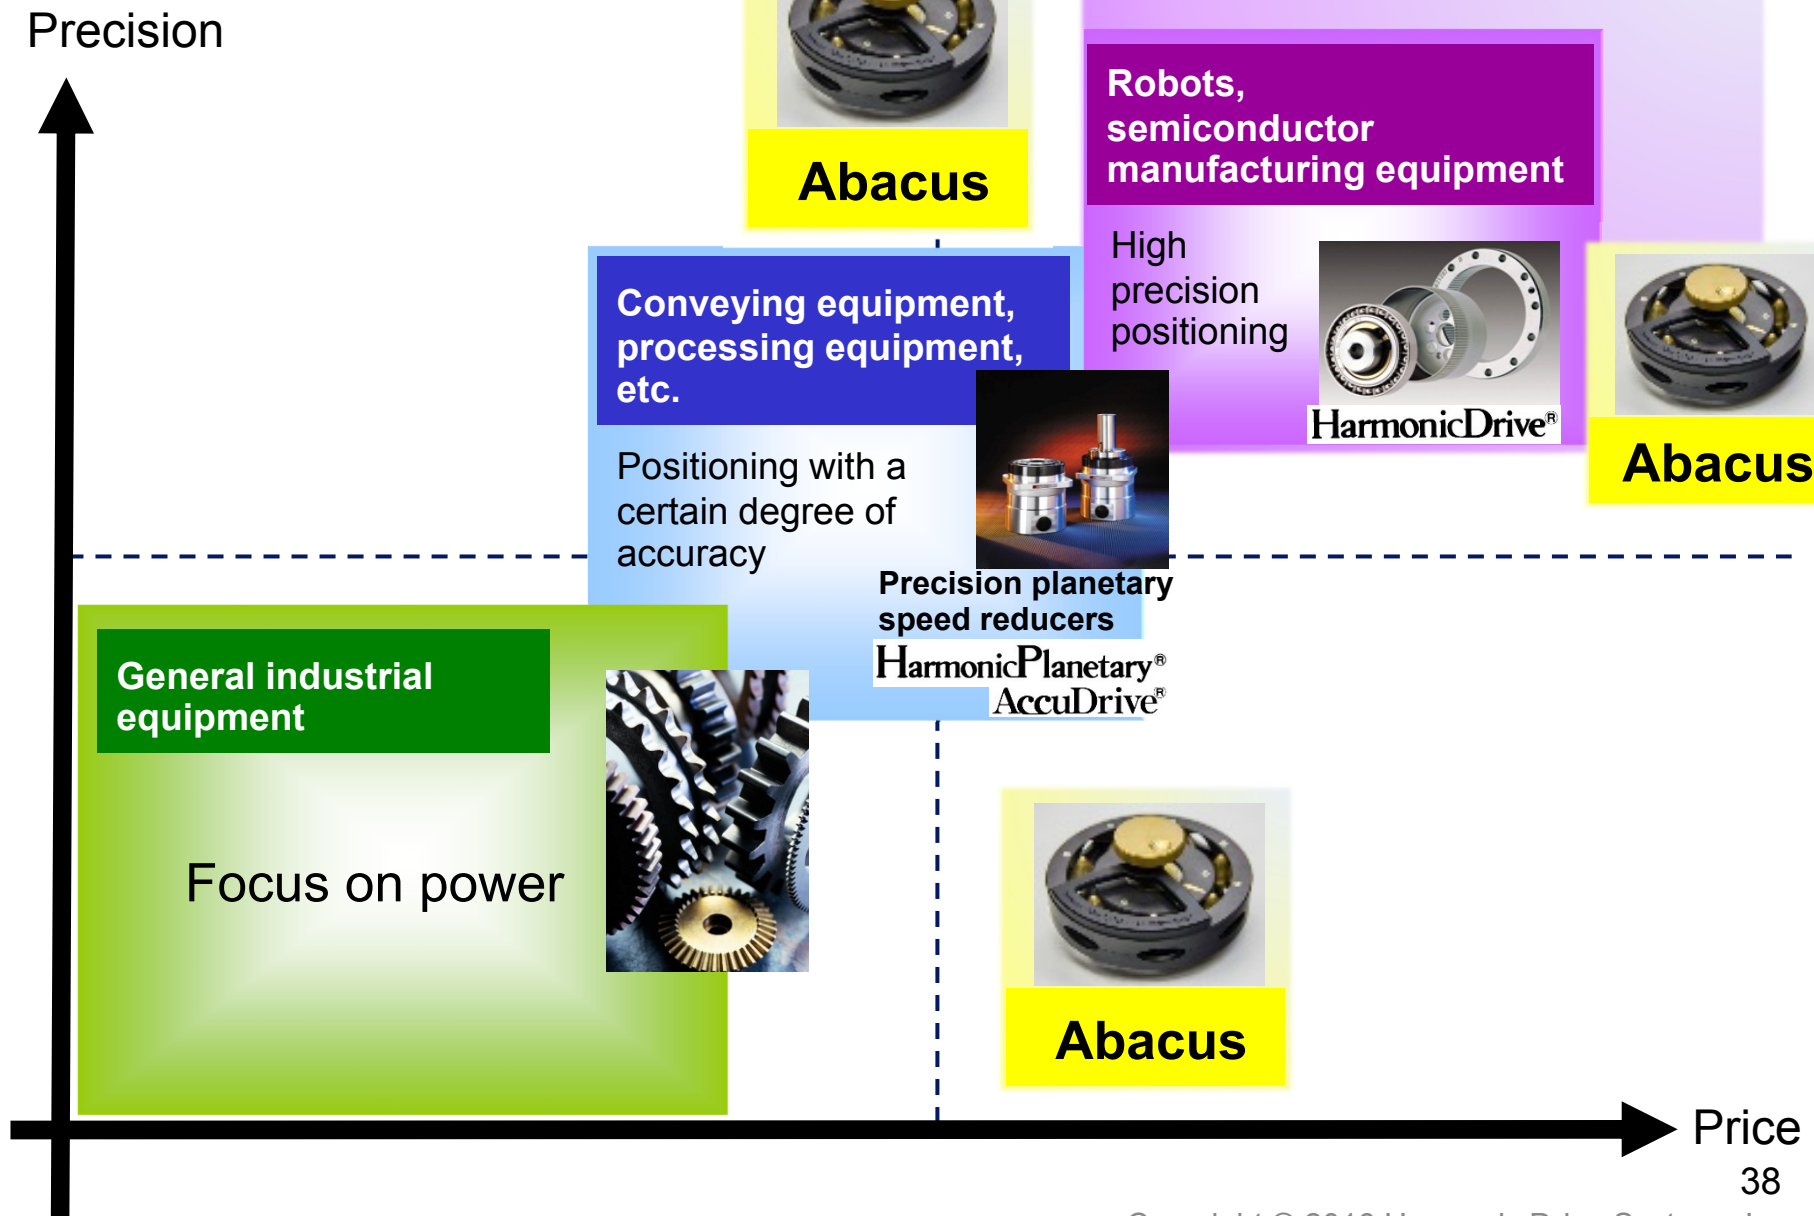 Precision
Abacus
Robots,
semiconductor
manufacturing equipment
High
precision
positioning
HarmonicDrive®
Abacus
Conveying equipment,
processing equipment,
etc.
Positioning with a
certain degree of
accuracy
Precision planetary
speed reducers
HarmonicPlanetary®
AccuDrive®
General industrial
equipment
Focus on power
Abacus
Price
38